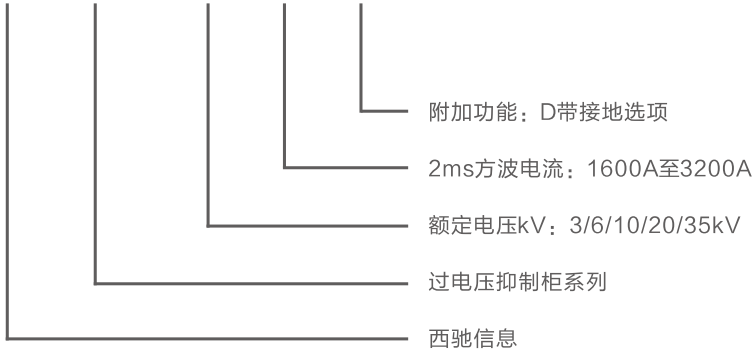 附加功能：D带接地选项
2ms方波电流：1600A至3200A
额定电压kV：3/6/10/20/35kV
过电压抑制柜系列
西驰信息